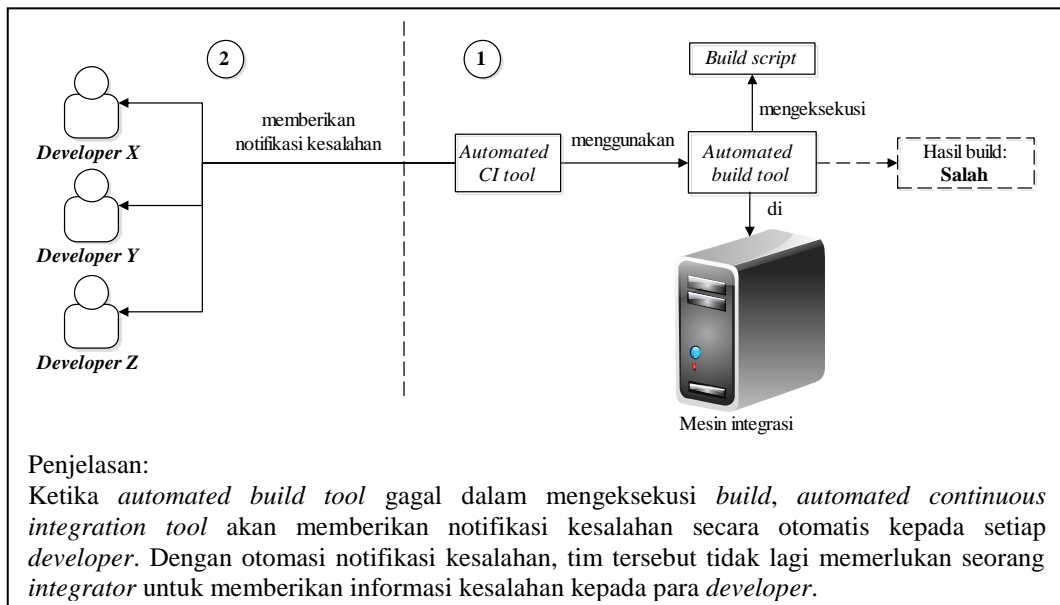 2
1
Build script
mengeksekusi
memberikan
notifikasi kesalahan
Developer X
Automated
CI tool
menggunakan
Automated
build tool
Hasil build:
Salah
di
Developer Y
Developer Z
Mesin integrasi
Penjelasan:
Ketika automated build tool gagal dalam mengeksekusi build, automated continuous
integration tool akan memberikan notifikasi kesalahan secara otomatis kepada setiap
developer. Dengan otomasi notifikasi kesalahan, tim tersebut tidak lagi memerlukan seorang
integrator untuk memberikan informasi kesalahan kepada para developer.